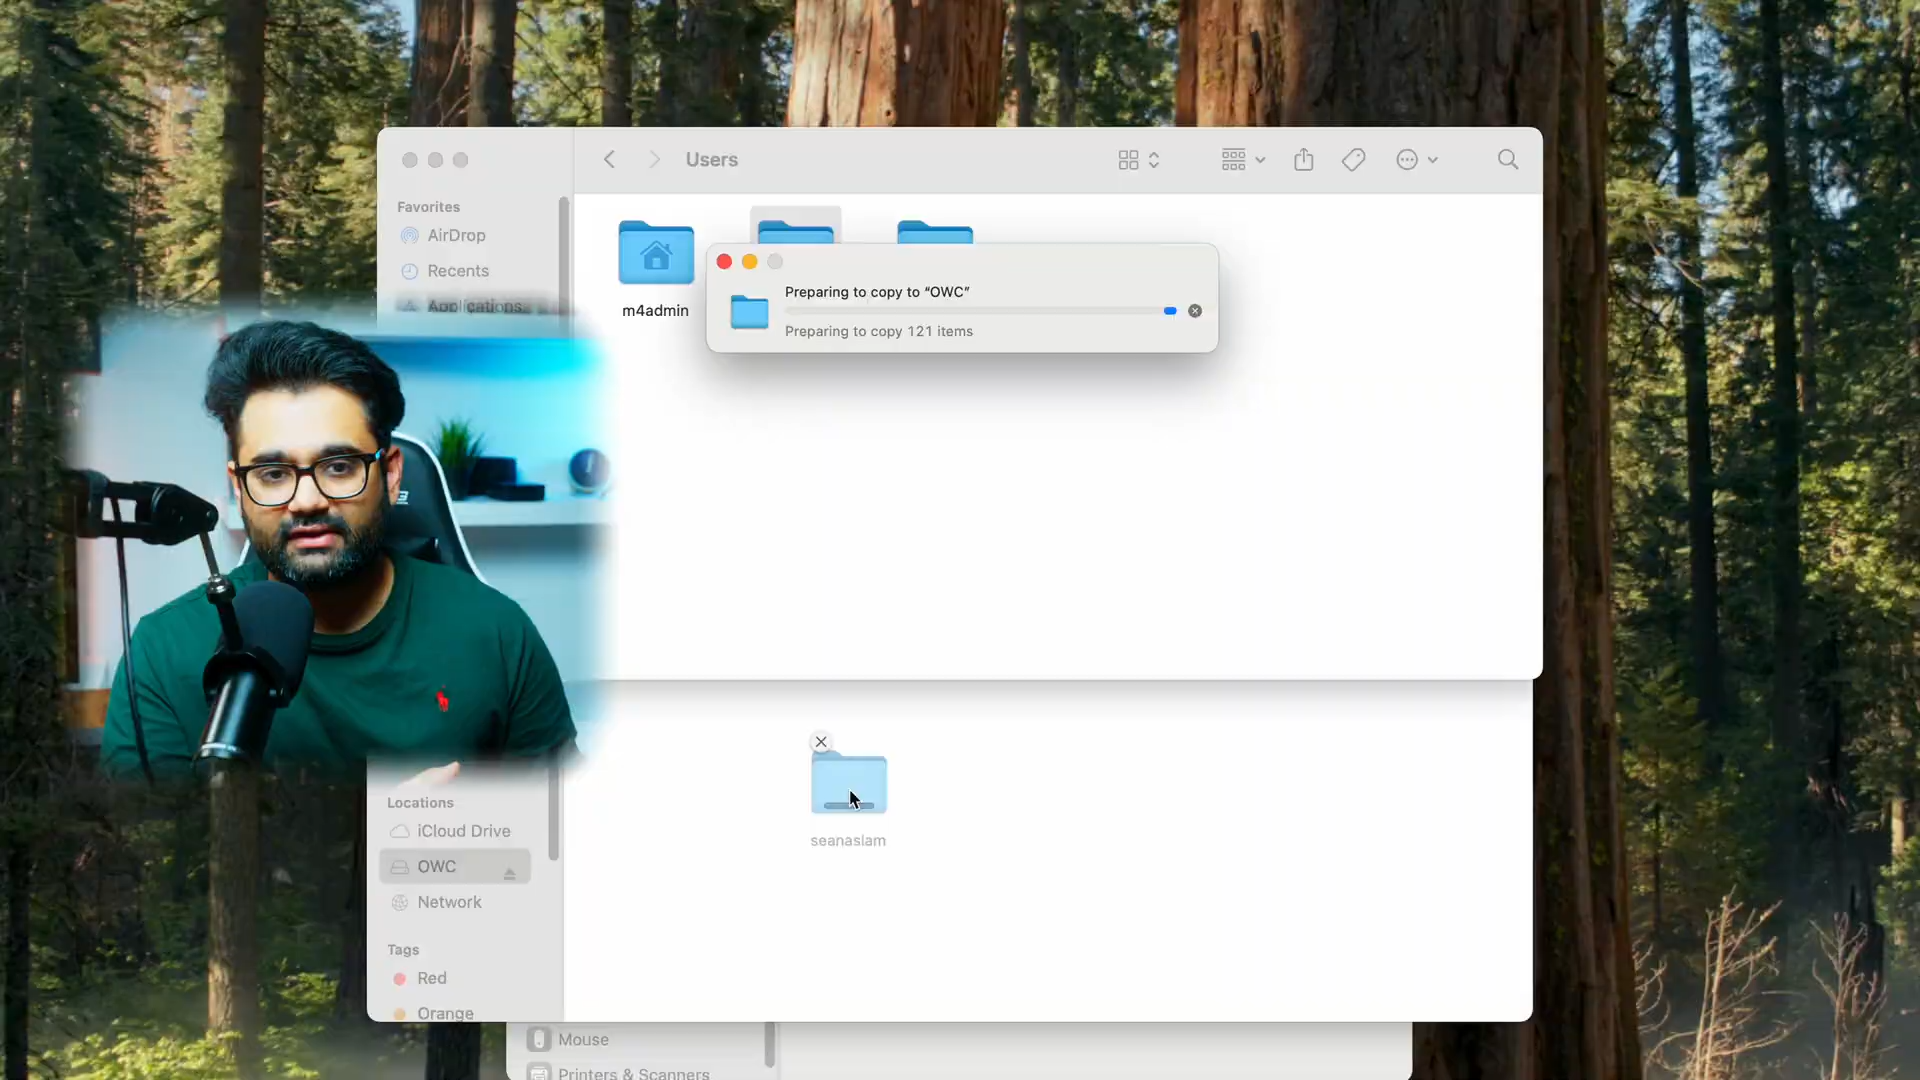 Users
Favorites
AirDrop
Recents
Applications
m4admin
Preparing to copy to “OWC”
Preparing to copy 121 items
seanaslam
Locations
iCloud Drive
OWC
Network
Tags
Red
Orange
Mouse
Printers & Scanners